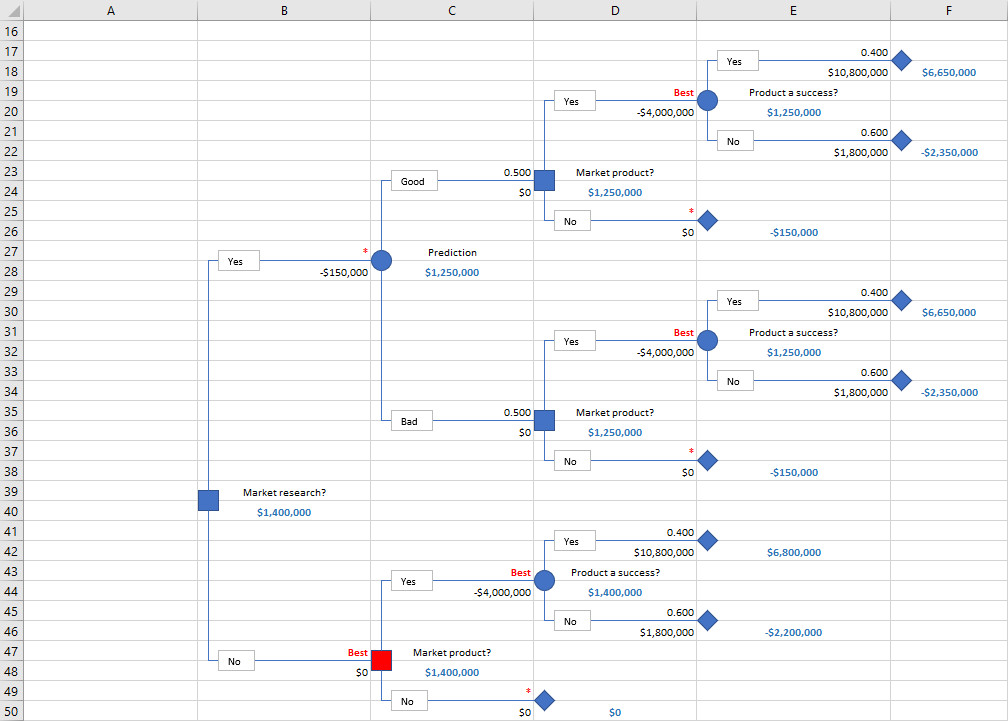 A B C D E F
16
17 Yes 0.400
18 $10,800,000 $6,650,000
19 Yes Best Product a success?
20 -$4,000,000 $1,250,000
21 No 0.600
22 $1,800,000 -$2,350,000
23 Good 0.500 Market product?
24 $0 $1,250,000
25 No *
26 $0 -$150,000
27 Yes * Prediction
28 -$150,000 $1,250,000
29 Yes 0.400
30 $10,800,000 $6,650,000
31 Yes Best Product a success?
32 -$4,000,000 $1,250,000
33 No 0.600
34 $1,800,000 -$2,350,000
35 Bad 0.500 Market product?
36 $0 $1,250,000
37 No *
38 $0 -$150,000
39 Market research?
40 $1,400,000
41 Yes 0.400
42 $10,800,000 $6,800,000
43 Yes Best Product a success?
44 -$4,000,000 $1,400,000
45 No 0.600
46 $1,800,000 -$2,200,000
47 No Best Market product?
48 $0 $1,400,000
49 No *
50 $0 $0